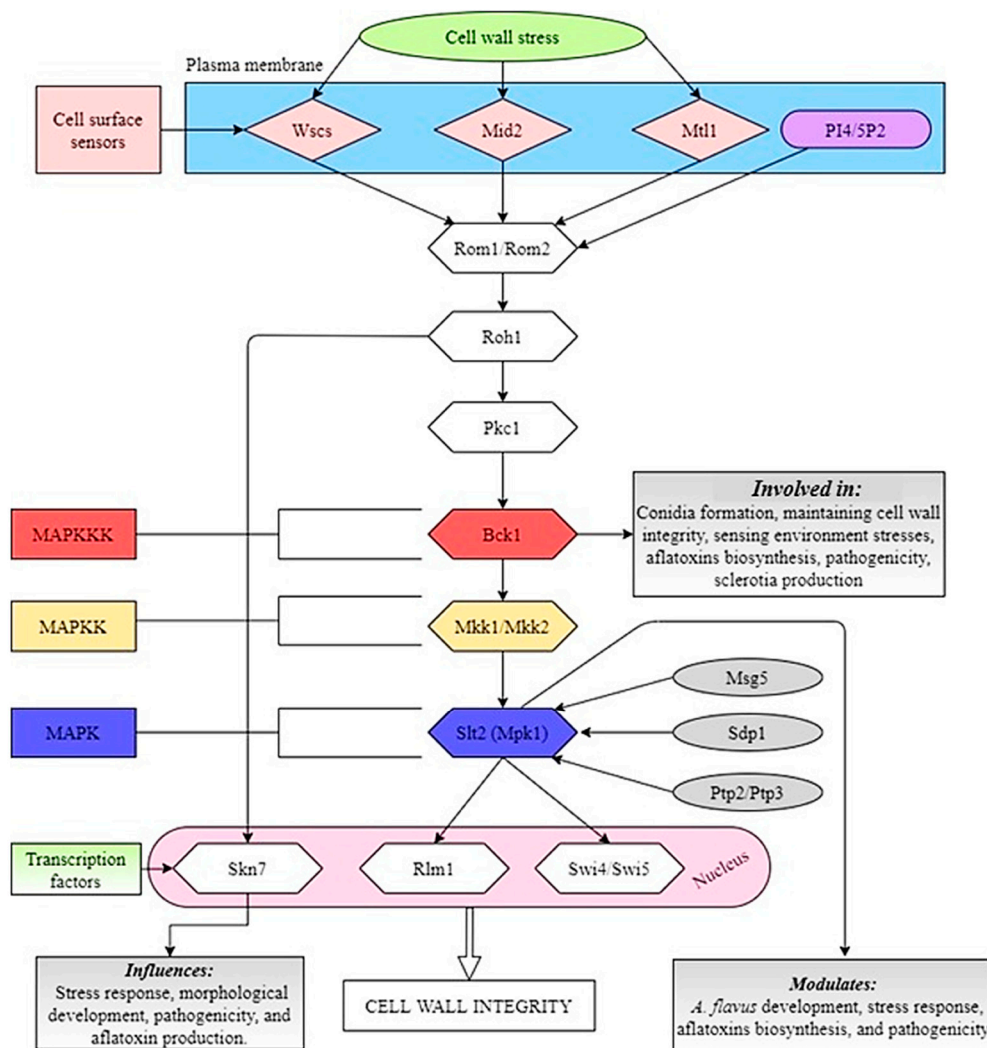 Cell wall stress
Plasma membrane
Cell surface
sensors
Wscs
Mid2
Mtl1
PI4/5P2
Rom1/Rom2
Roh1
Pkc1
MAPKKK
Bck1
Involved in:
Conidia formation, maintaining cell wall
integrity, sensing environment stresses,
aflatoxins biosynthesis, pathogenicity,
sclerotia production
MAPKK
Mkk1/Mkk2
Msg5
MAPK
Slt2 (Mpk1)
Sdp1
Ptp2/Ptp3
Transcription
factors
Skn7
Rlm1
Swi4/Swi5
Nucleus
Influences:
Stress response, morphological
development, pathogenicity, and
aflatoxin production.
CELL WALL INTEGRITY
Modulates:
A. flavus development, stress response,
aflatoxins biosynthesis, and pathogenicity